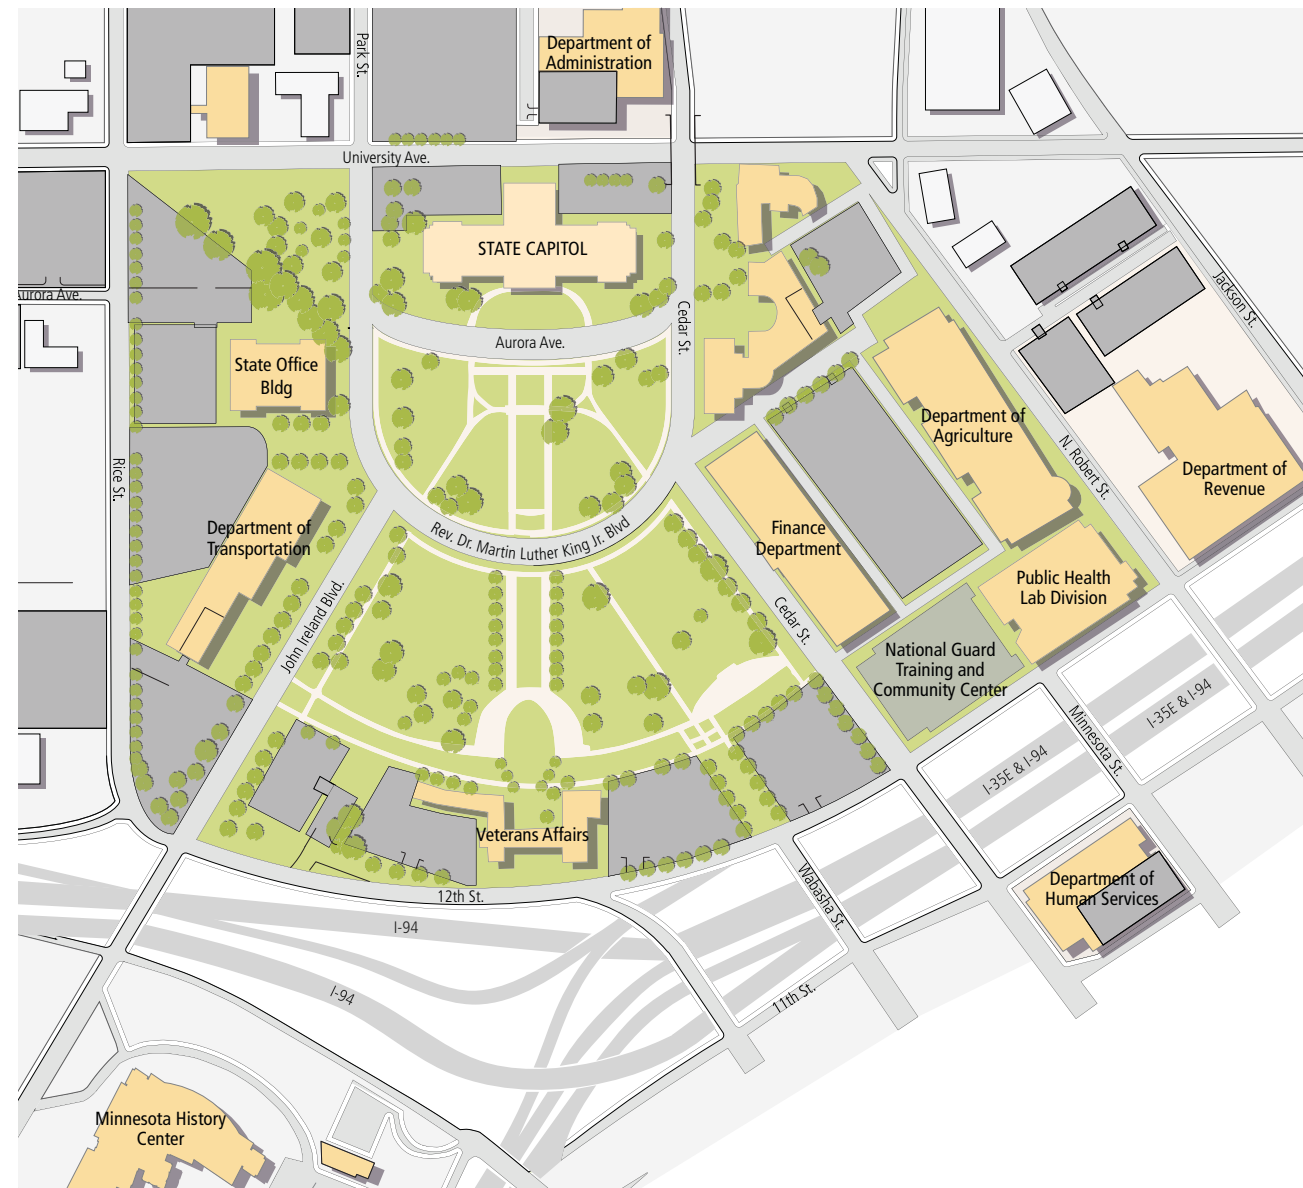 Park St.
Department of
Administration
University Ave.
STATE CAPITOL
Aurora Ave.
Jackson St.
Cedar St.
Aurora Ave.
State Office
Bldg
Department of
Agriculture
N. Robert St.
Department of
Revenue
Rice St.
Department of
Transportation
Rev. Dr. Martin Luther King Jr. Blvd
Finance
Department
Public Health
Lab Division
John Ireland Blvd.
Cedar St.
National Guard
Training and
Community Center
I-35E & I-94
Minnesota St.
I-35E & I-94
Veterans Affairs
12th St.
Wabasha St.
Department of
Human Services
I-94
I-94
11th St.
Minnesota History
Center